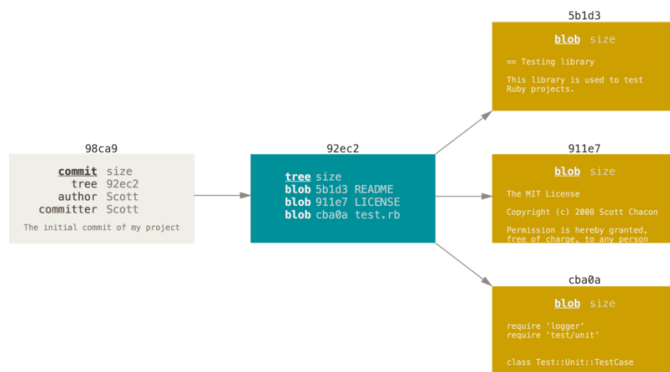 98ca9
commit size
tree 92ec2
author Scott
committer Scott
The initial commit of my project
92ec2
tree size
blob 5b1d3 README
blob 911e7 LICENSE
blob cba0a test.rb
5b1d3
blob size
== Testing library
This library is used to test
Ruby projects.
911e7
blob size
The MIT License
Copyright (c) 2008 Scott Chacon
Permission is hereby granted,
free of charge, to any person
cba0a
blob size
require 'logger'
require 'test/unit'
class Test::Unit::TestCase